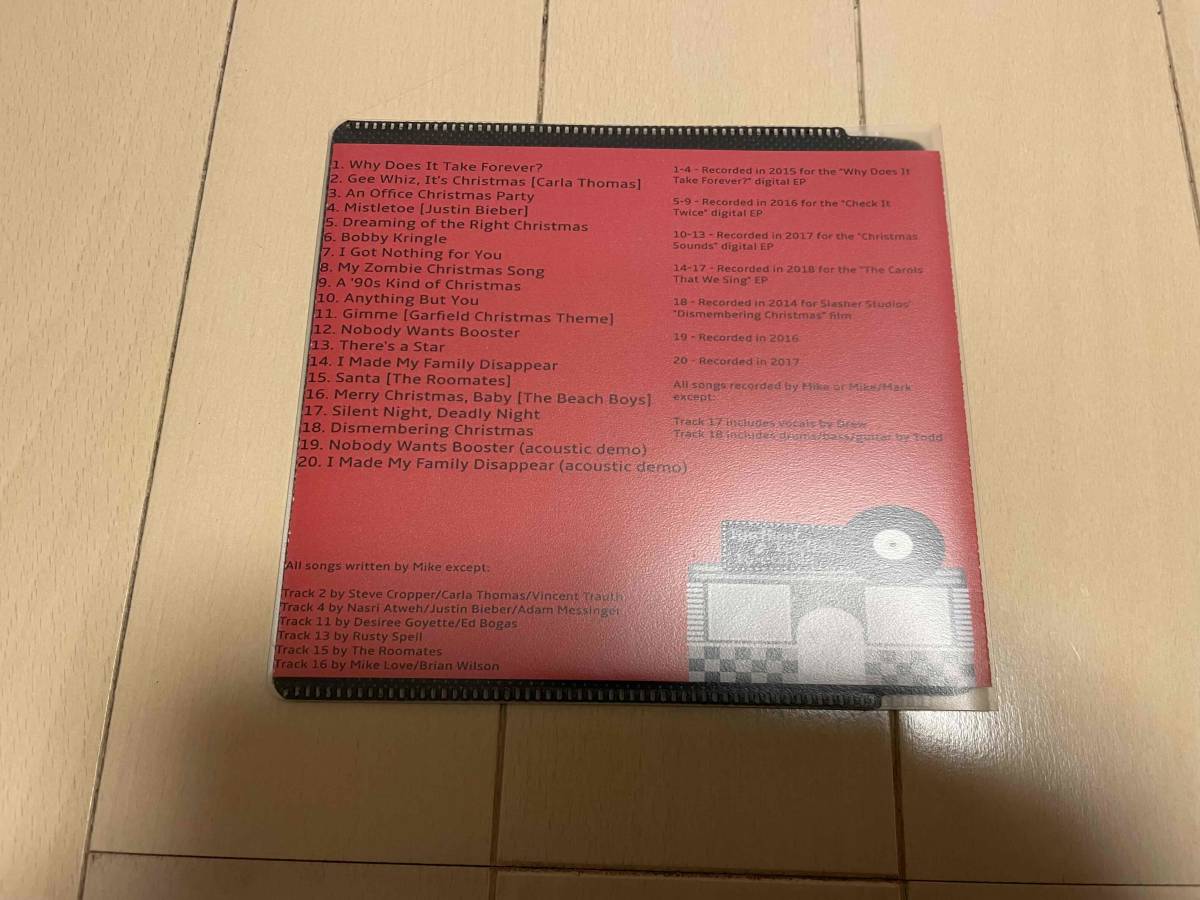 1. Why Does It Take Forever?
2. Gee Whiz, It's Christmas [Carla Thomas]
3. An Office Christmas Party
4. Mistletoe [Justin Bieber]
5. Dreaming of the Right Christmas
6. Bobby Kringle
7. I Got Nothing for You
8. My Zombie Christmas Song
9. A '90s Kind of Christmas
10. Anything But You
11. Gimme [Garfield Christmas Theme]
12. Nobody Wants Booster
13. There's a Star
14. I Made My Family Disappear
15. Santa [The Roomates]
16. Merry Christmas, Baby [The Beach Boys]
17. Silent Night, Deadly Night
18. Dismembering Christmas
19. Nobody Wants Booster (acoustic demo)
20. I Made My Family Disappear (acoustic demo)
All songs written by Mike except:
Track 2 by Steve Cropper/Carla Thomas/Vincent Trauth
Track 4 by Nasri Atweh/Justin Bieber/Adam Messinger
Track 11 by Desiree Goyette/Ed Bogas
Track 13 by Rusty Spell
Track 15 by The Roomates
Track 16 by Mike Love/Brian Wilson
1-4 - Recorded in 2015 for the "Why Does It
Take Forever?" digital EP
5-9 - Recorded in 2016 for the "Check It
Twice" digital EP
10-13 - Recorded in 2017 for the "Christmas
Sounds" digital EP
14-17 - Recorded in 2018 for the "The Carols
That We Sing" EP
18 - Recorded in 2014 for Slasher Studios'
"Dismembering Christmas" film
19 - Recorded in 2016
20 - Recorded in 2017
All songs recorded by Mike or Mike/Mark
except:
Track 17 includes vocals by Drew
Track 18 includes drums/bass/guitar by Todd